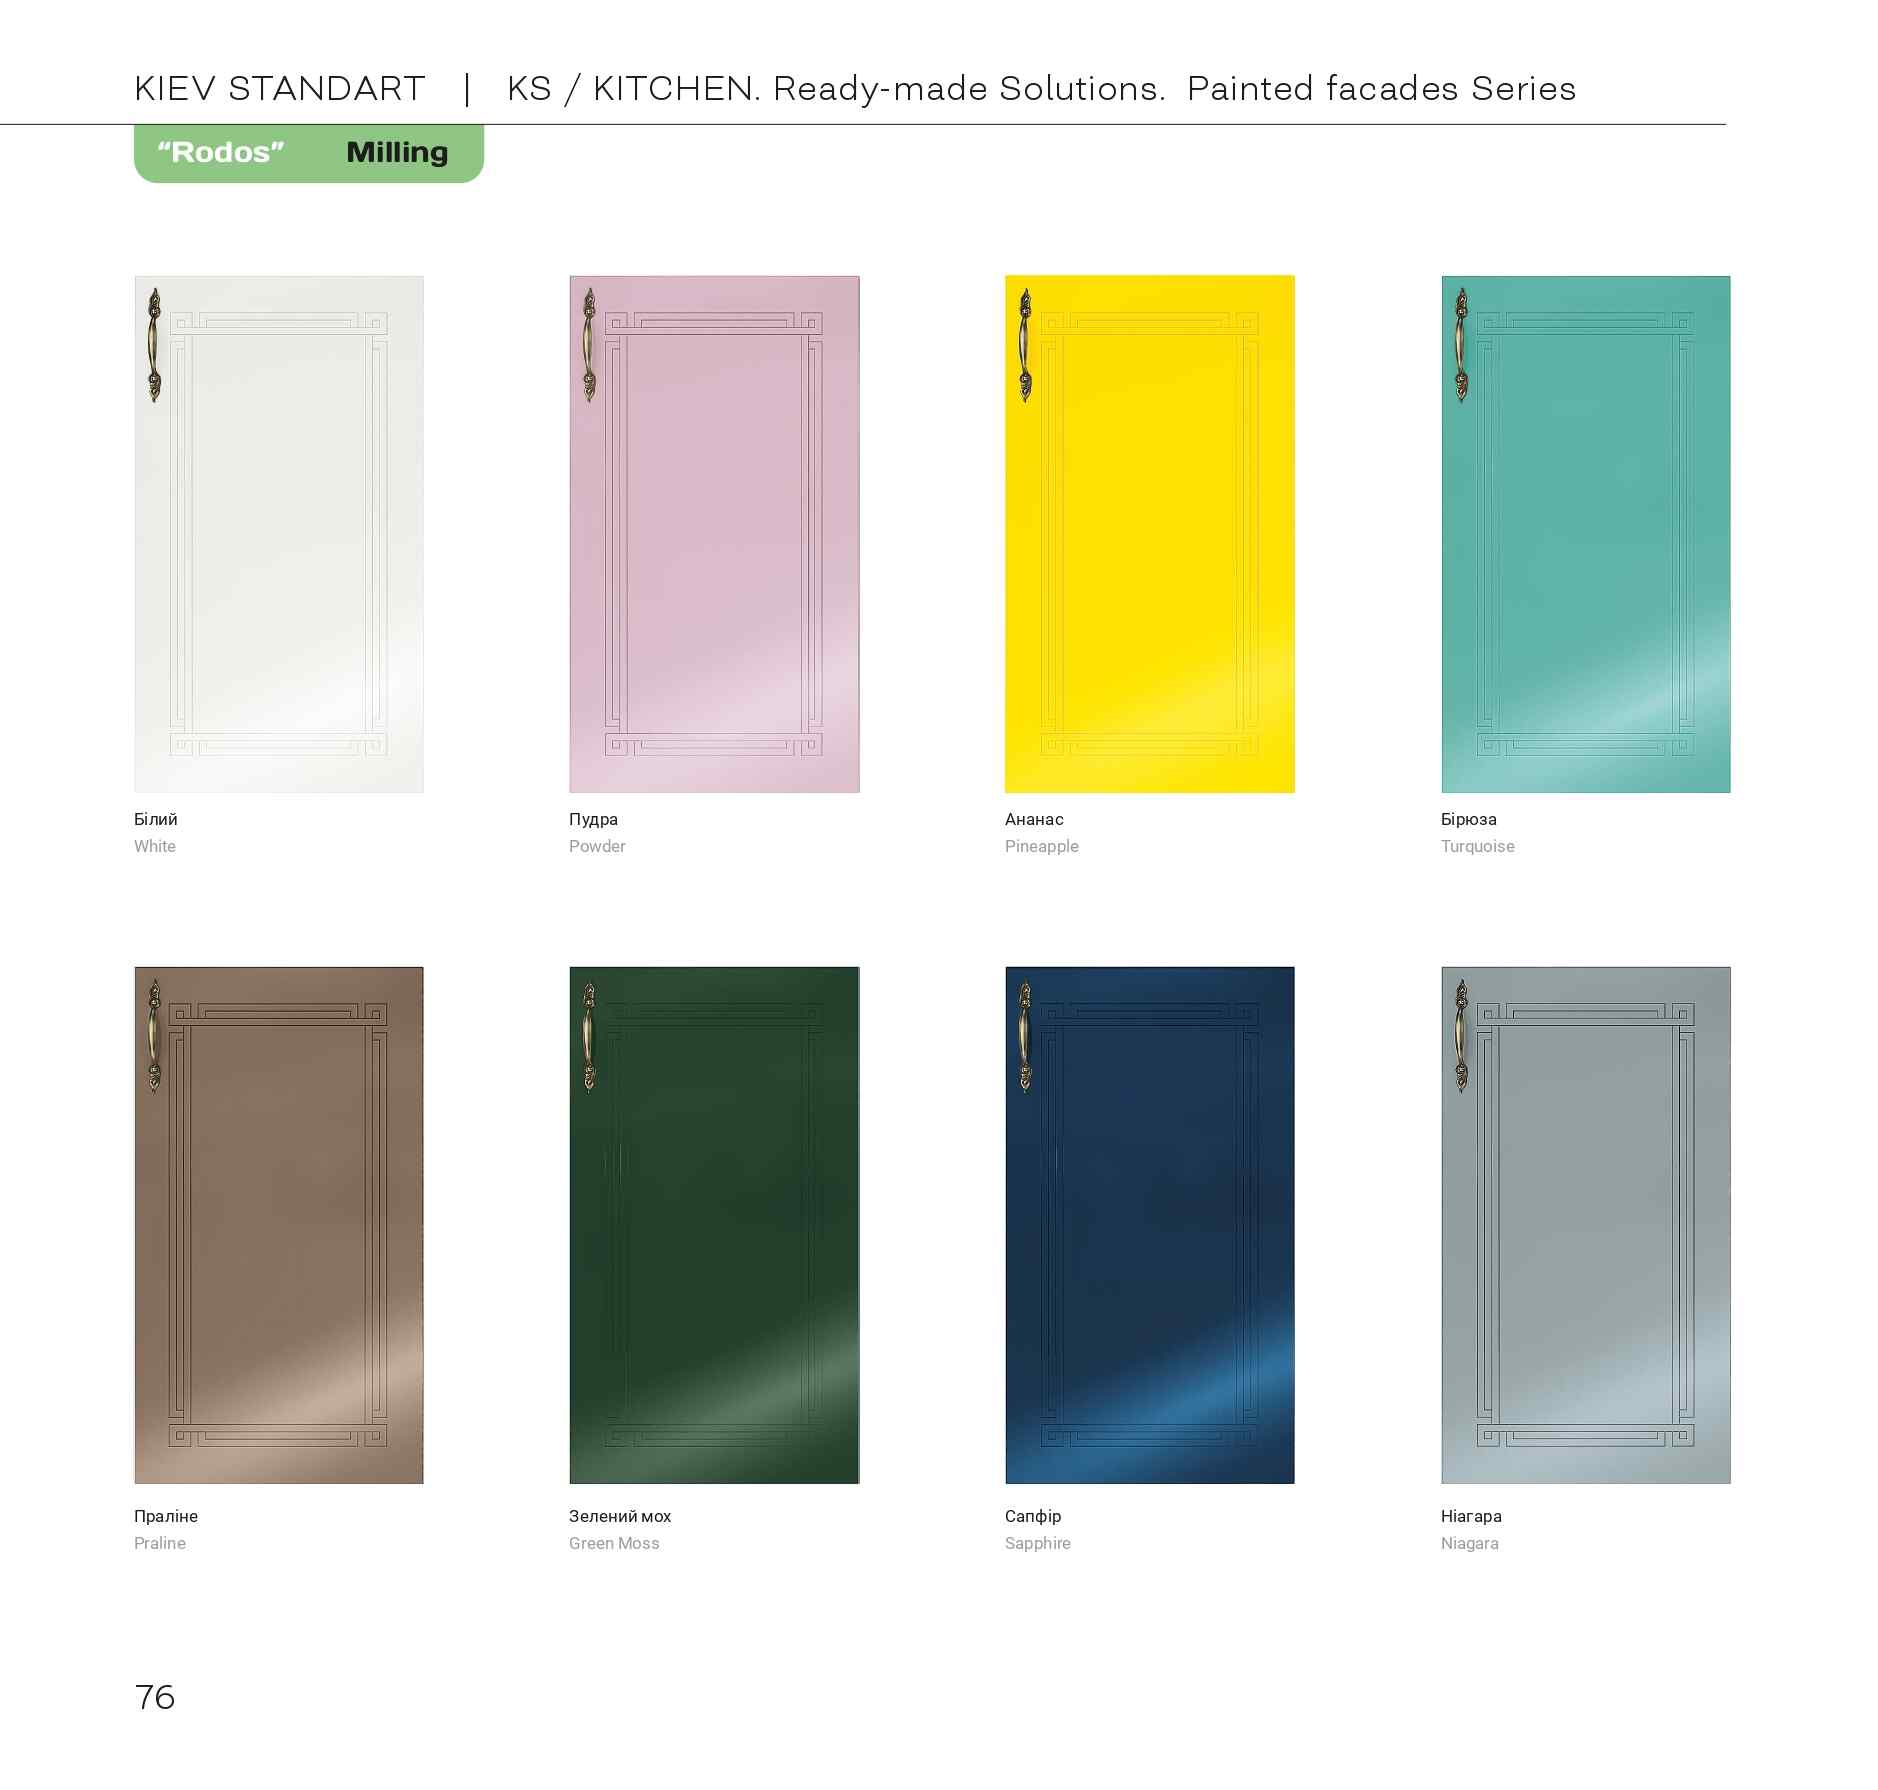 KIEV STANDART | KS / KITCHEN. Ready-made Solutions. Painted facades Series
“Rodos” Milling
Білий
White
Пудра
Powder
Ананас
Pineapple
Бірюза
Turquoise
Праліне
Praline
Зелений мох
Green Moss
Сапфір
Sapphire
Ніагара
Niagara
76